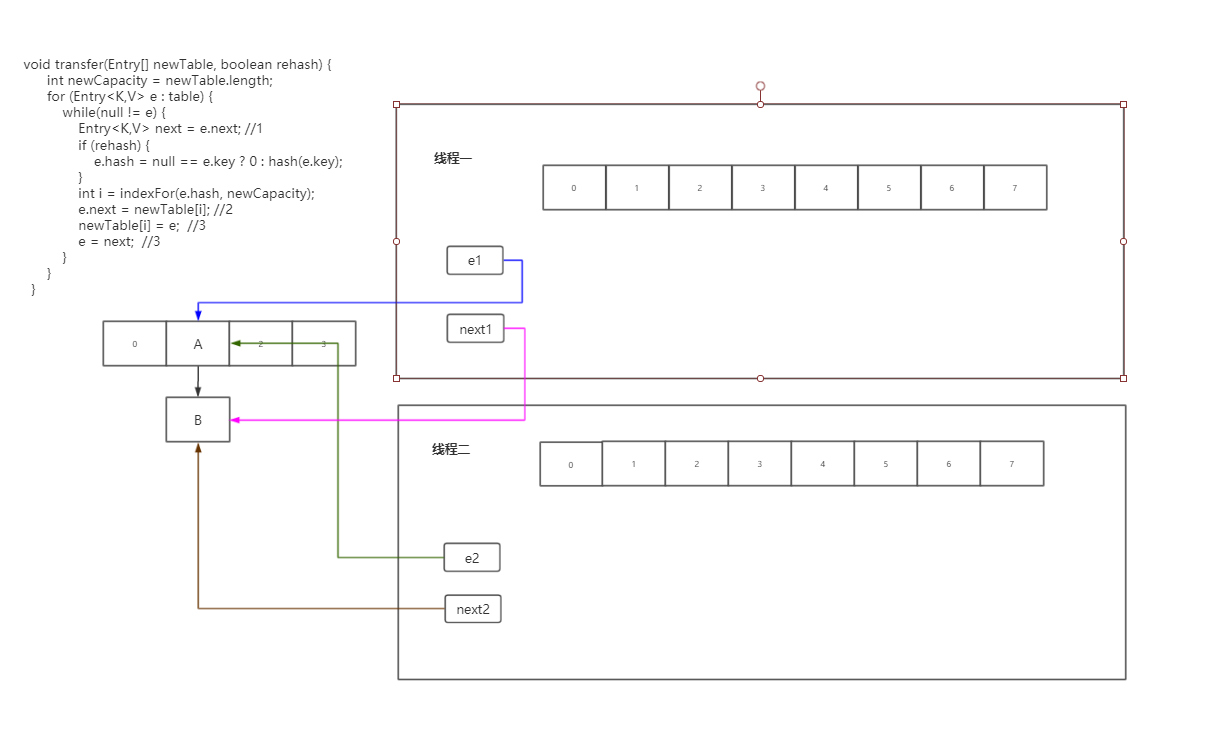 void transfer(Entry[] newTable, boolean rehash) {
int newCapacity = newTable.length;
for (Entry<K,V> e : table) {
while(null != e) {
Entry<K,V> next = e.next; //1
if (rehash) {
e.hash = null == e.key ? 0 : hash(e.key);
}
int i = indexFor(e.hash, newCapacity);
e.next = newTable[i]; //2
newTable[i] = e;  //3
e = next;  //3
}
}
}
线程一
0 1 2 3 4 5 6 7
e1
next1
0 A 2 3
B
线程二
0 1 2 3 4 5 6 7
e2
next2